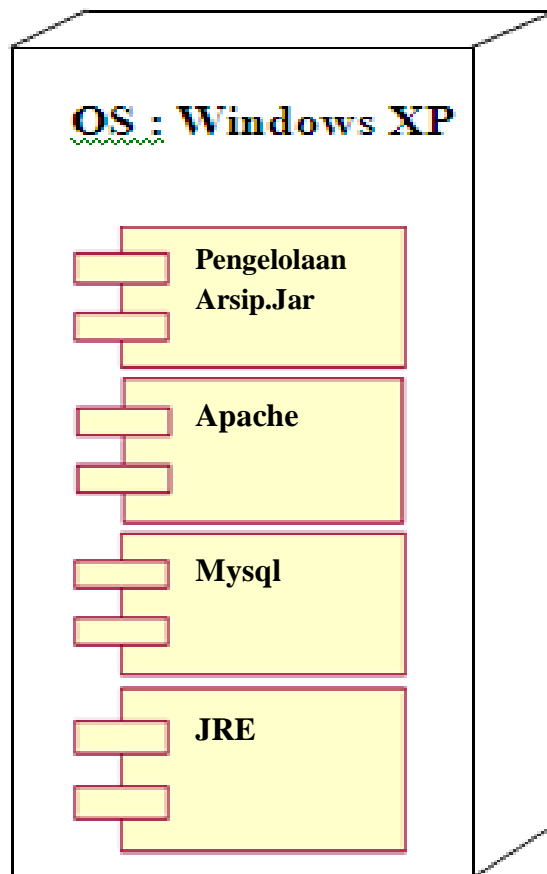 OS : Windows XP
Pengelolaan
Arsip.Jar
Apache
Mysql
JRE